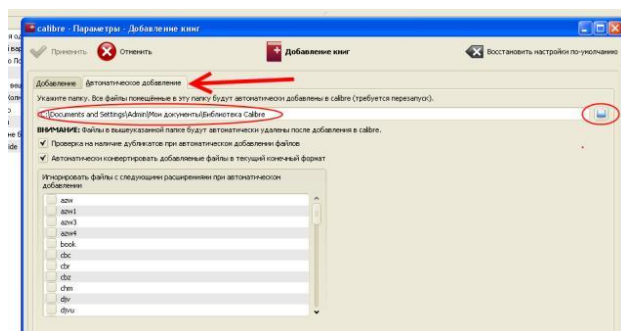 calibre - Параметры - Добавление книг
Применить
Отменить
Добавление книг
Восстановить настройки по-умолчанию
Добавление
Автоматическое добавление
Укажите папку. Все файлы помещённые в эту папку будут автоматически добавлены в calibre (требуется перезапуск).
C:\Documents and Settings\Admin\Мои документы\Библиотека Calibre
ВНИМАНИЕ: Файлы в вышеуказанной папке будут автоматически удалены после добавления в calibre.
Проверка на наличие дубликатов при автоматическом добавлении файлов
Автоматически конвертировать добавляемые файлы в текущий конечный формат
Игнорировать файлы с следующими расширениями при автоматическом
добавлении
azw
azw1
azw3
azw4
book
cbc
cbr
cbz
chm
djv
djvu